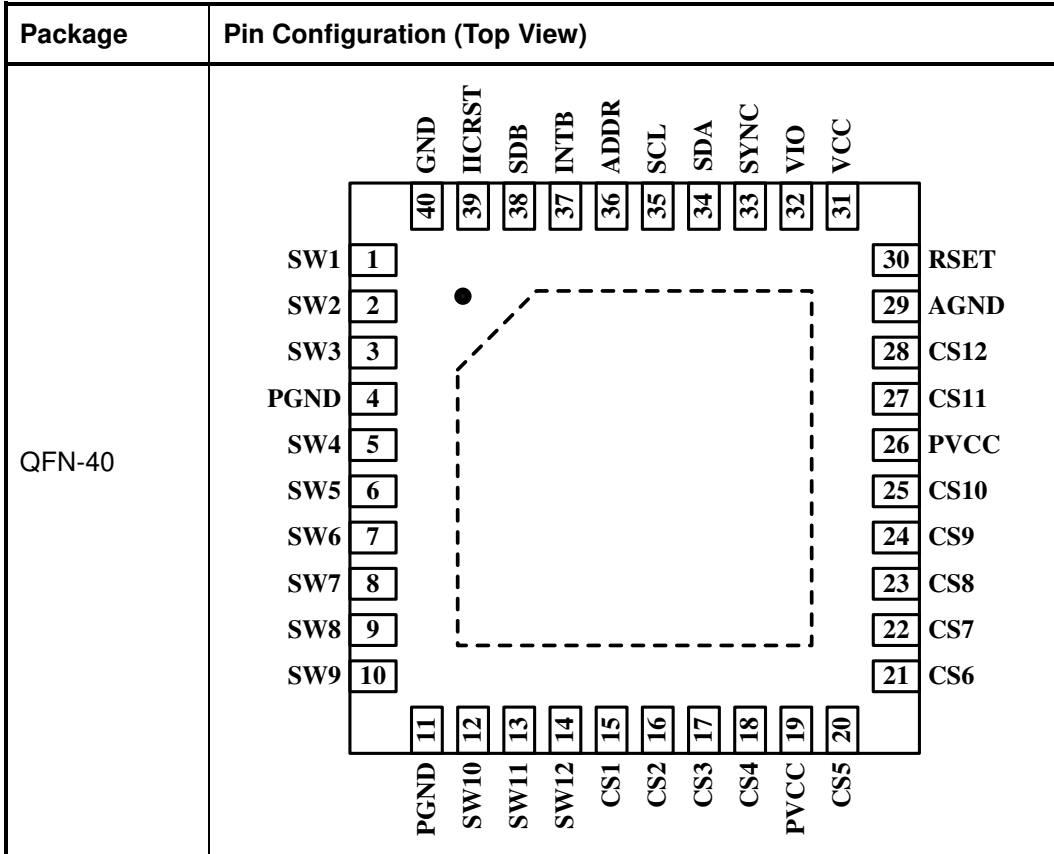 Package Pin Configuration (Top View)
QFN-40
GND IICRST SDB INTB ADDR SCL SDA SYNC VIO VCC
40 39 38 37 36 35 34 33 32 31
SW1 1 30 RSET
SW2 2 29 AGND
SW3 3 28 CS12
PGND 4 27 CS11
SW4 5 26 PVCC
SW5 6 25 CS10
SW6 7 24 CS9
SW7 8 23 CS8
SW8 9 22 CS7
SW9 10 21 CS6
11 12 13 14 15 16 17 18 19 20
PGND SW10 SW11 SW12 CS1 CS2 CS3 CS4 PVCC CS5